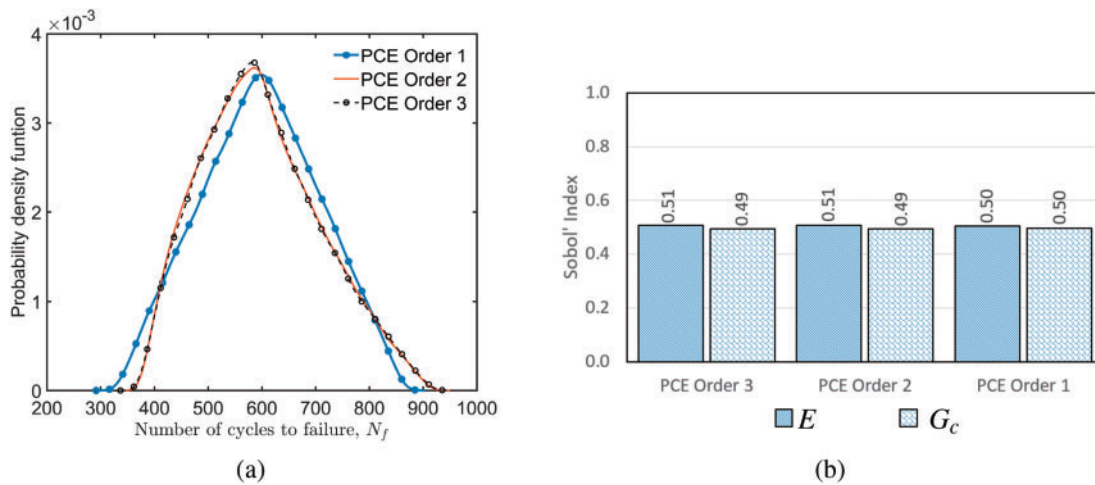 ×10⁻³
4
3
2
1
0
Probability density funtion
PCE Order 1
PCE Order 2
PCE Order 3
200 300 400 500 600 700 800 900 1000
Number of cycles to failure, N_f
(a)
1.0
0.8
0.6
0.4
0.2
0.0
Sobol' Index
0.51 0.49 0.51 0.49 0.50 0.50
PCE Order 3 PCE Order 2 PCE Order 1
E G_c
(b)